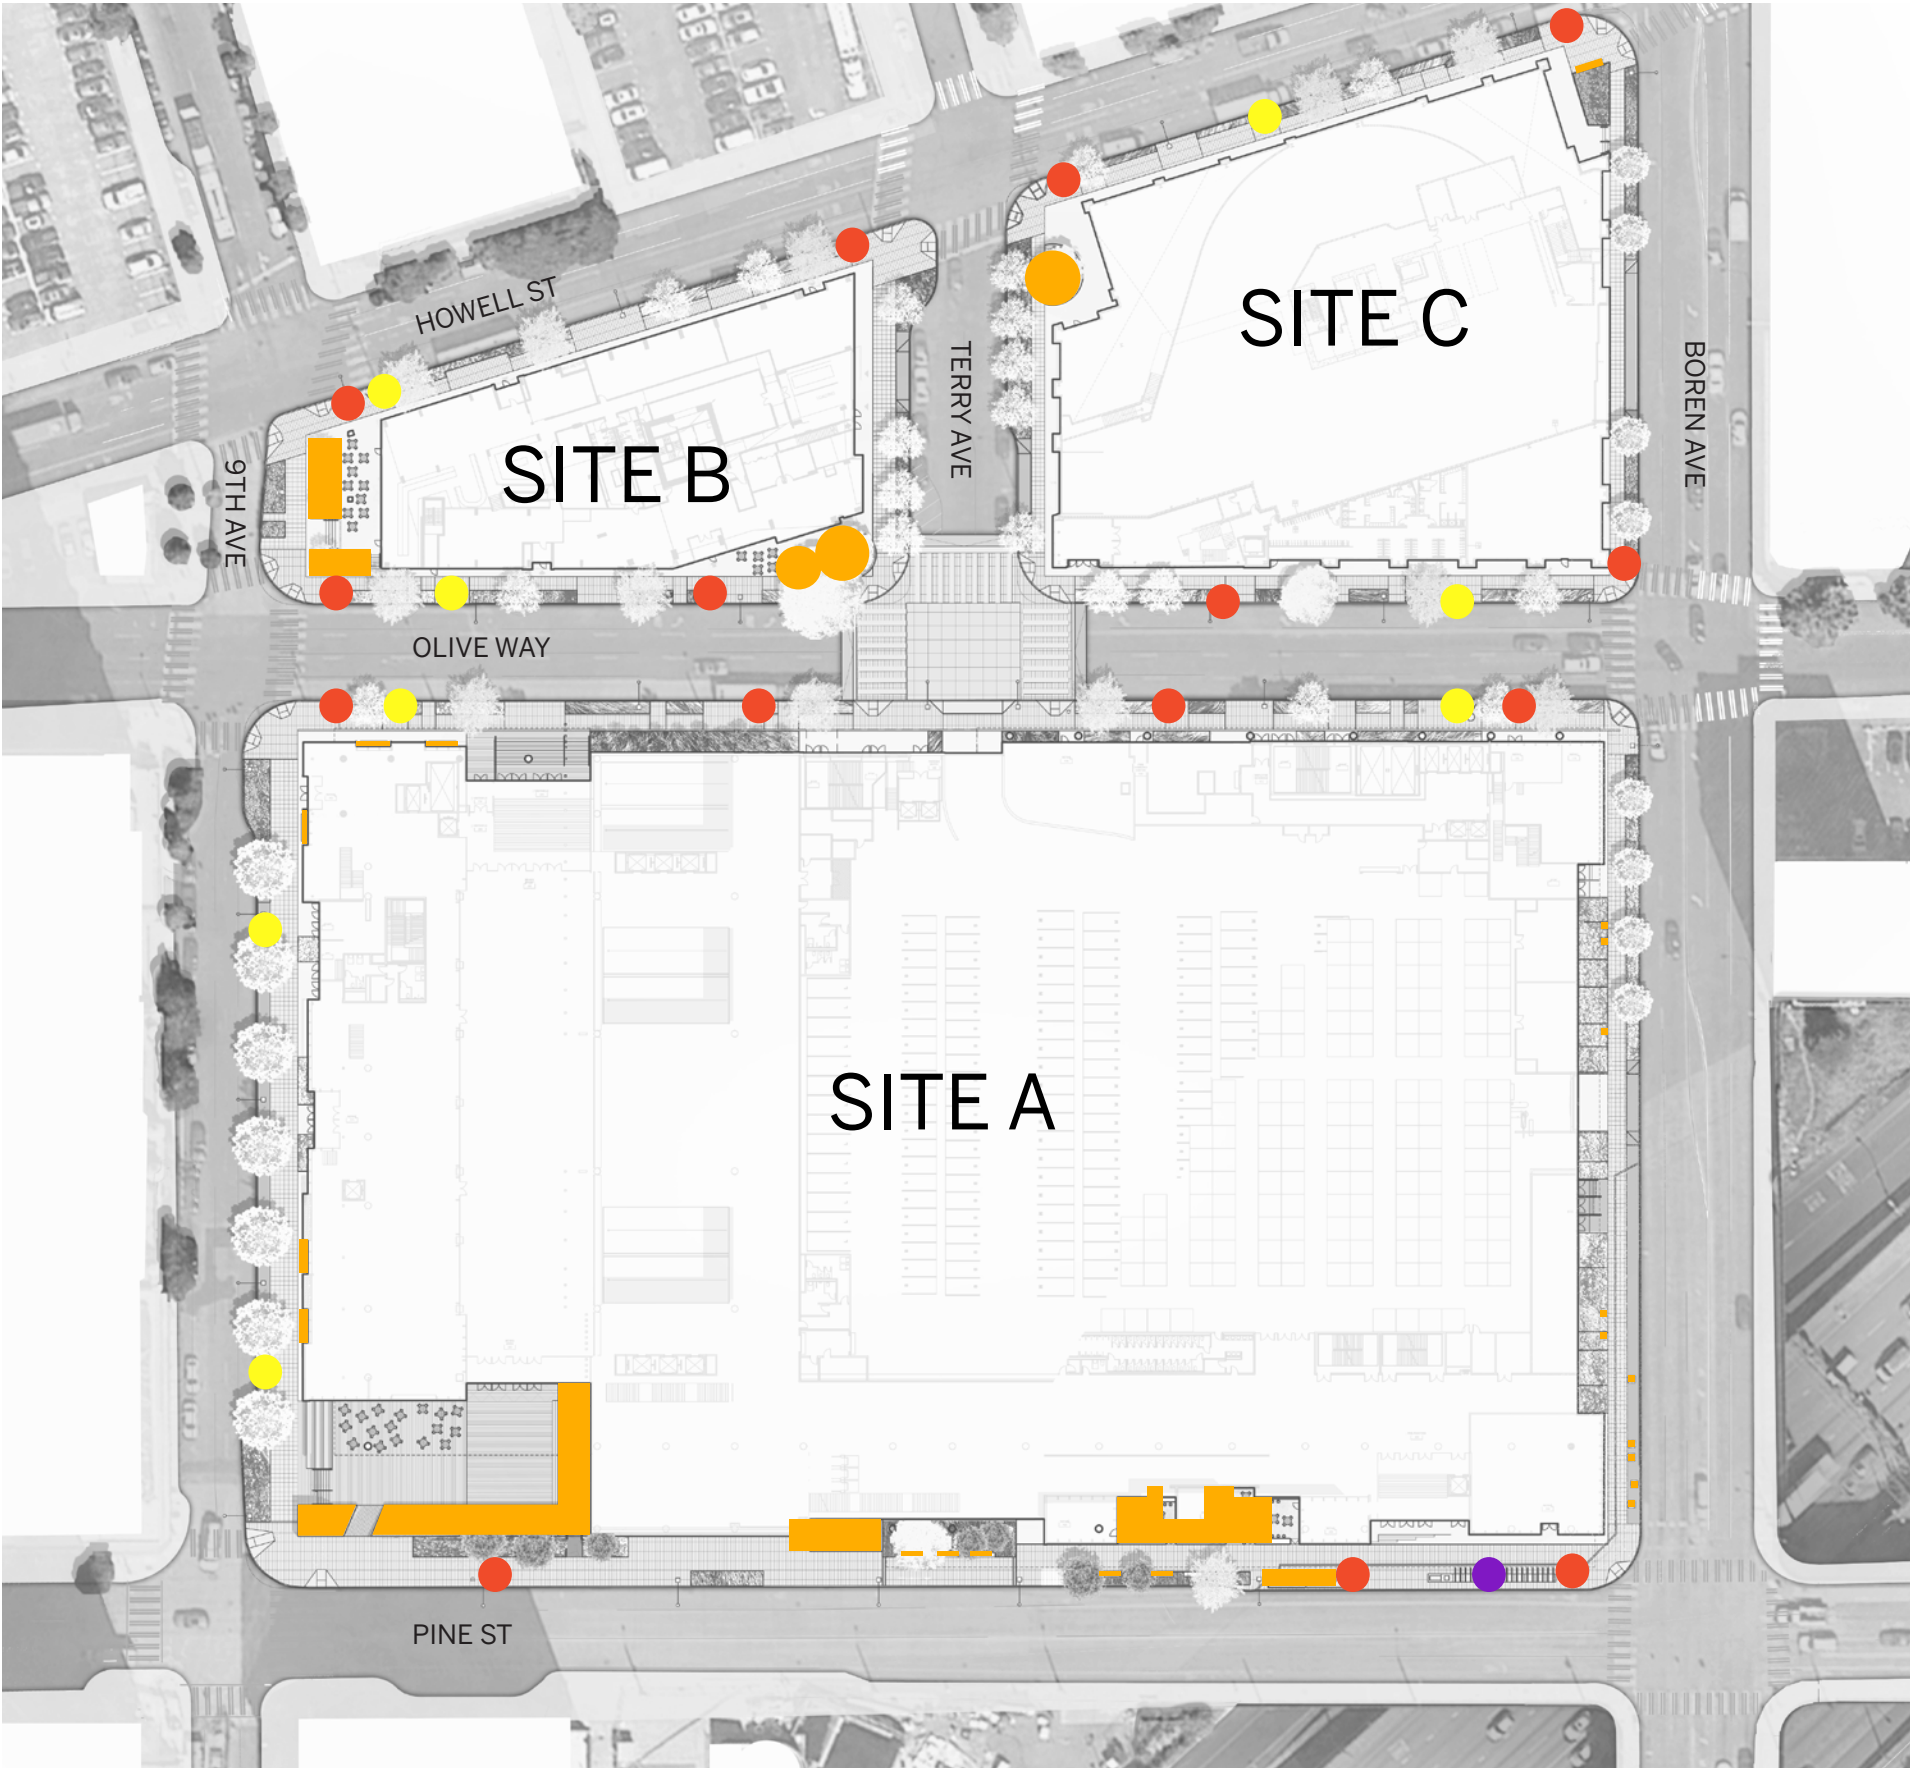 HOWELL ST
SITE C
TERRY AVE
BOREN AVE
SITE B
9TH AVE
OLIVE WAY
SITE A
PINE ST